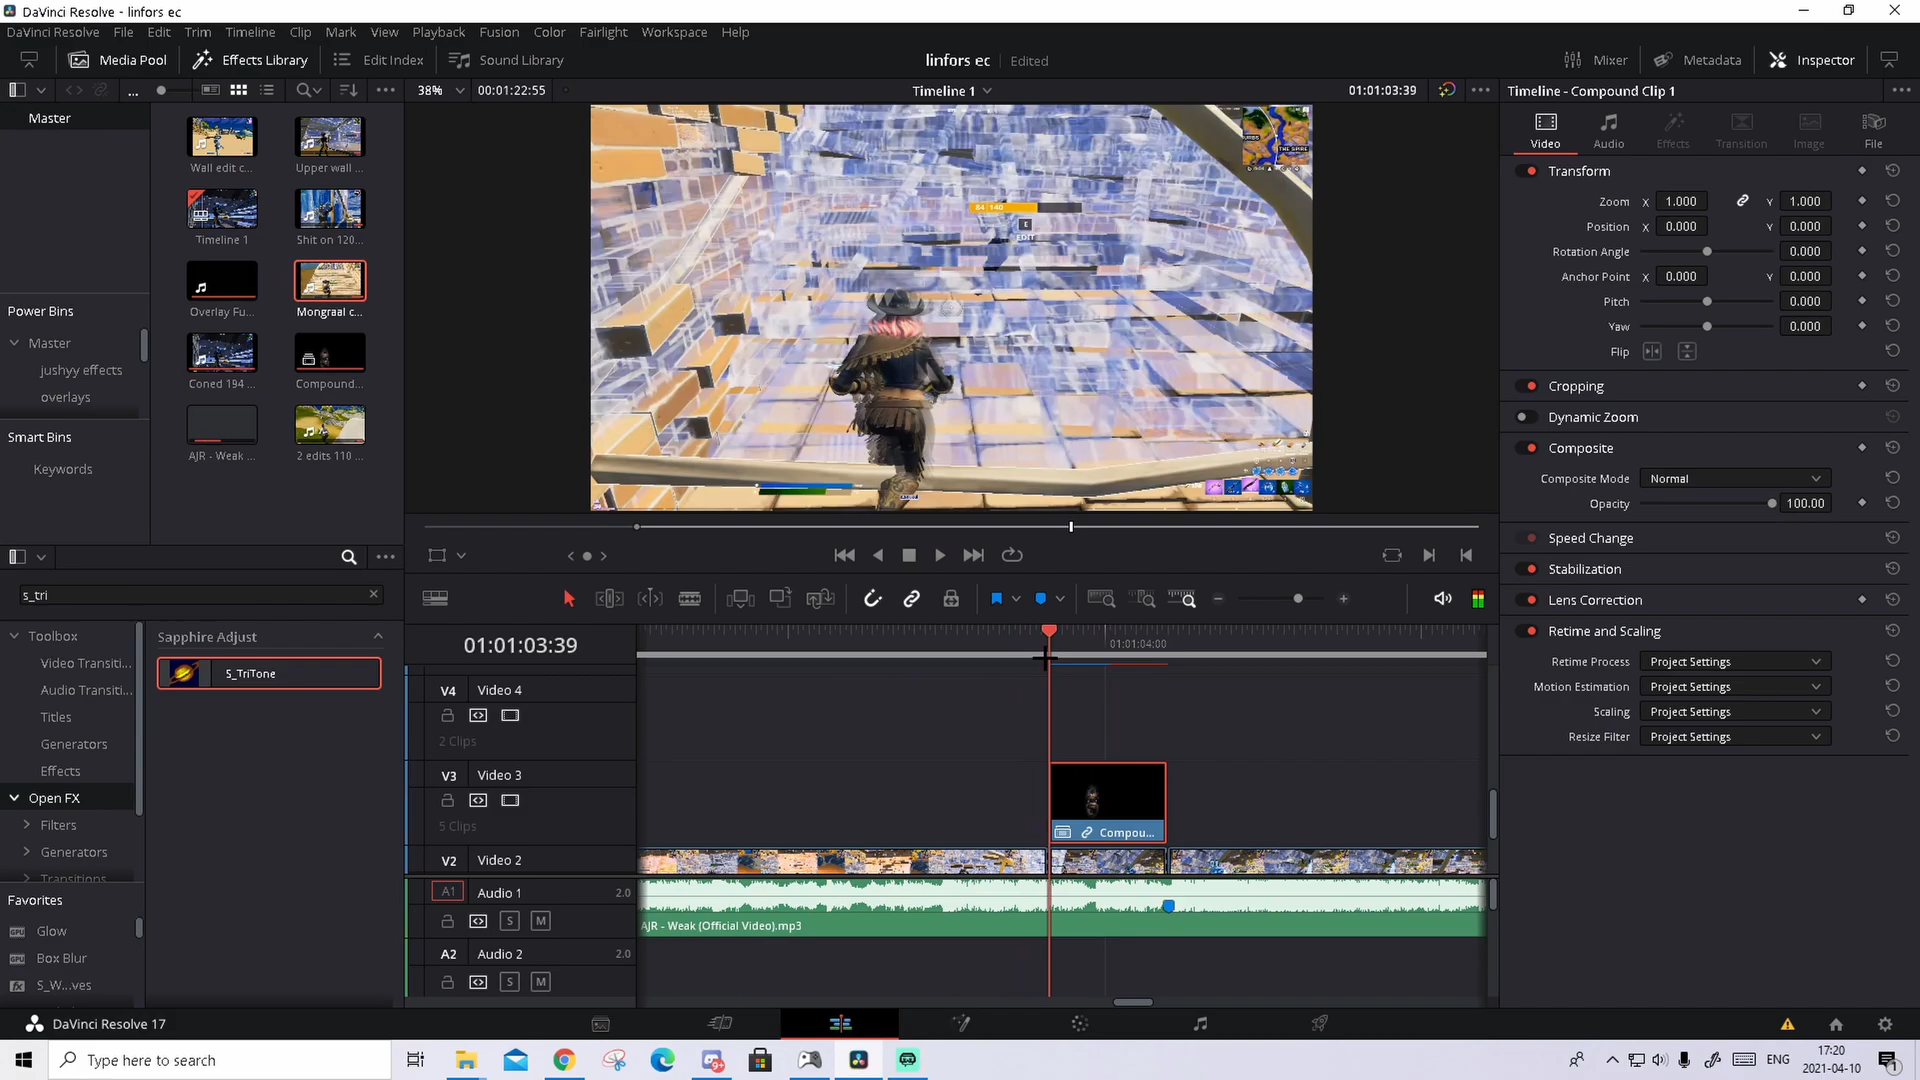 DaVinci Resolve - linfors ec
DaVinci Resolve File Edit Trim Timeline Clip Mark View Playback Fusion Color Fairlight Workspace Help
Media Pool Effects Library Edit Index Sound Library linfors ec Edited Mixer Metadata Inspector
... 38% 00:01:22:55 Timeline 1 01:01:03:39 Timeline - Compound Clip 1
Master
Wall edit c... Upper wall ...
Timeline 1 Shit on 120...
Overlay Fu... Mongraal c...
Coned 194 ... Compound...
AJR - Weak ... 2 edits 110 ...
Power Bins
Master
jushyy effects
overlays
Smart Bins
Keywords
THE SPIRE
84 140
E
EDIT
Video Audio Effects Transition Image File
Transform
Zoom X 1.000 Y 1.000
Position X 0.000 Y 0.000
Rotation Angle 0.000
Anchor Point X 0.000 Y 0.000
Pitch 0.000
Yaw 0.000
Flip
Cropping
Dynamic Zoom
Composite
Composite Mode Normal
Opacity 100.00
Speed Change
Stabilization
Lens Correction
Retime and Scaling
Retime Process Project Settings
Motion Estimation Project Settings
Scaling Project Settings
Resize Filter Project Settings
s_tri
Toolbox
Video Transiti...
Audio Transiti...
Titles
Generators
Effects
Open FX
Filters
Generators
Transitions
Favorites
Glow
Box Blur
S_W...ves
Sapphire Adjust
S_TriTone
01:01:03:39 01:01:04:00
V4 Video 4
2 Clips
V3 Video 3
5 Clips
Compou...
V2 Video 2
A1 Audio 1 2.0
S M
AJR - Weak (Official Video).mp3
A2 Audio 2 2.0
S M
DaVinci Resolve 17
Type here to search
ENG 17:20
2021-04-10